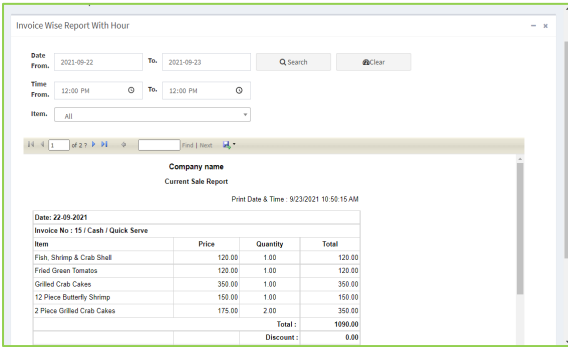 Invoice Wise Report With Hour
Date From. 2021-09-22 To. 2021-09-23 Search Clear
Time From. 12:00 PM To. 12:00 PM
Item. All
1 of 2 ? Find | Next
Company name
Current Sale Report
Print Date & Time : 9/23/2021 10:50:15 AM
Date: 22-09-2021
Invoice No : 15 / Cash / Quick Serve
Item Price Quantity Total
Fish, Shrimp & Crab Shell 120.00 1.00 120.00
Fried Green Tomatos 120.00 1.00 120.00
Grilled Crab Cakes 350.00 1.00 350.00
12 Piece Butterfly Shrimp 150.00 1.00 150.00
2 Piece Grilled Crab Cakes 175.00 2.00 350.00
Total : 1090.00
Discount : 0.00